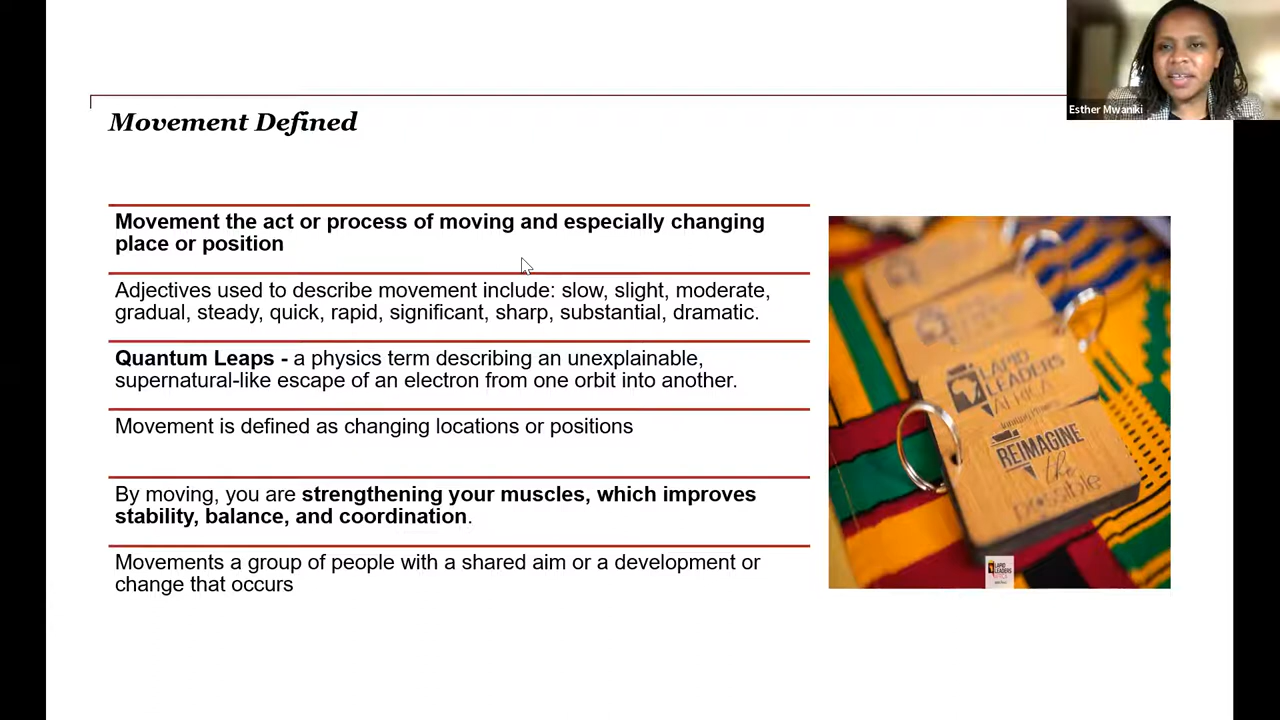 Esther Mwaniki
Movement Defined
Movement the act or process of moving and especially changing
place or position
Adjectives used to describe movement include: slow, slight, moderate,
gradual, steady, quick, rapid, significant, sharp, substantial, dramatic.
Quantum Leaps - a physics term describing an unexplainable,
supernatural-like escape of an electron from one orbit into another.
Movement is defined as changing locations or positions
By moving, you are strengthening your muscles, which improves
stability, balance, and coordination.
Movements a group of people with a shared aim or a development or
change that occurs
LAPID
LEADERS
AFRICA
REIMAGINE
the
possible
LAPID
LEADERS